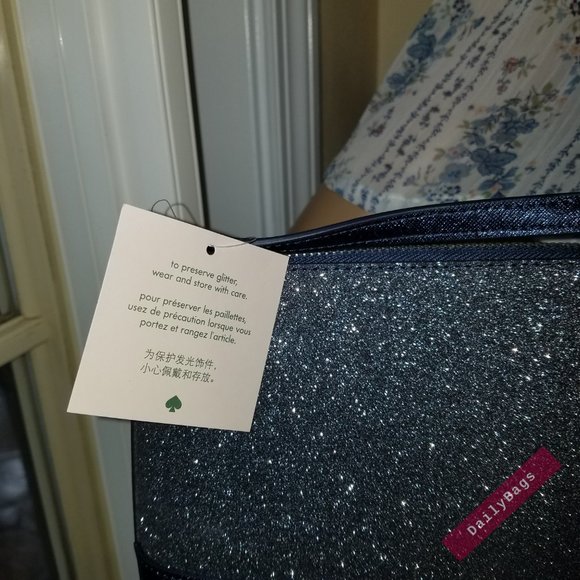 to preserve glitter,
wear and store with care.
pour préserver les paillettes,
usez de précaution lorsque vous
portez et rangez l'article.
为保护发光饰件，
小心佩戴和存放。
DailyBags